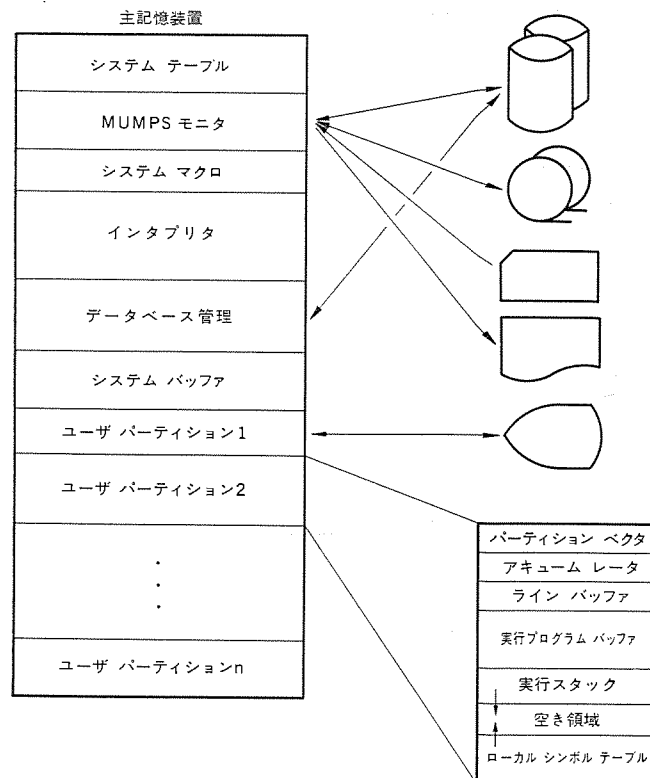 主記憶装置
システム テーブル
MUMPS モニタ
システム マクロ
インタプリタ
データベース管理
システム バッファ
ユーザ パーティション1
ユーザ パーティション2
・
・
・
ユーザ パーティションn
パーティション ベクタ
アキューム レータ
ライン バッファ
実行プログラム バッファ
実行スタック
空き領域
ローカル シンボル テーブル